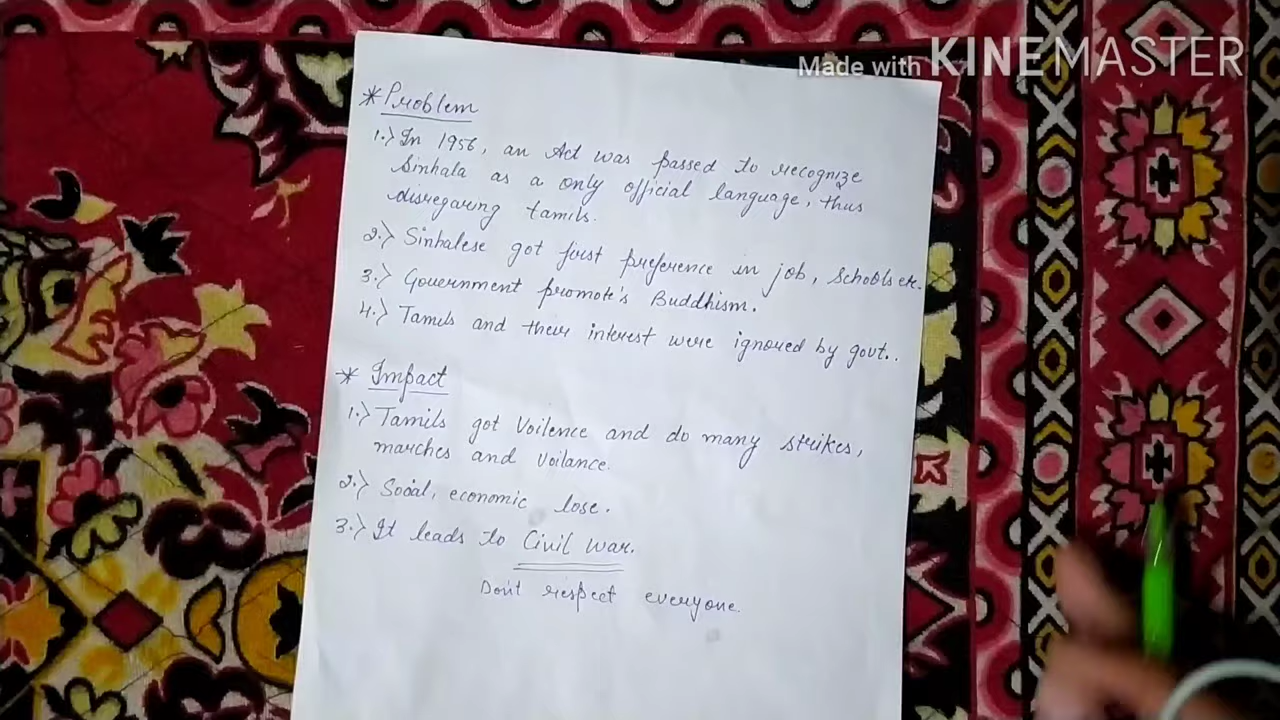 Made with KINEMASTER
* Problem
1.> In 1956, an Act was passed to recognize
Sinhala as a only official language, thus
disregaring tamils.
2.> Sinhalese got first preference in job, Schools etc.
3.> Government promote's Buddhism.
4.> Tamils and their interest were ignored by govt..
* Impact
1.> Tamils got Voilence and do many strikes,
marches and Voilance.
2.> Social, economic lose.
3.> It leads to Civil war.
Don't respect everyone.